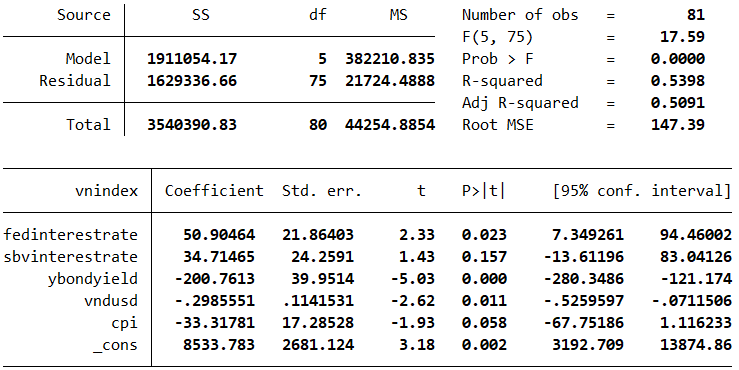 Source SS df MS Number of obs = 81
F(5, 75) = 17.59
Model 1911054.17 5 382210.835 Prob > F = 0.0000
Residual 1629336.66 75 21724.4888 R-squared = 0.5398
Adj R-squared = 0.5091
Total 3540390.83 80 44254.8854 Root MSE = 147.39
vnindex Coefficient Std. err. t P>|t| [95% conf. interval]
fedinterestrate 50.90464 21.86403 2.33 0.023 7.349261 94.46002
sbvinterestrate 34.71465 24.2591 1.43 0.157 -13.61196 83.04126
ybondyield -200.7613 39.9514 -5.03 0.000 -280.3486 -121.174
vndusd -.2985551 .1141531 -2.62 0.011 -.5259597 -.0711506
cpi -33.31781 17.28528 -1.93 0.058 -67.75186 1.116233
_cons 8533.783 2681.124 3.18 0.002 3192.709 13874.86